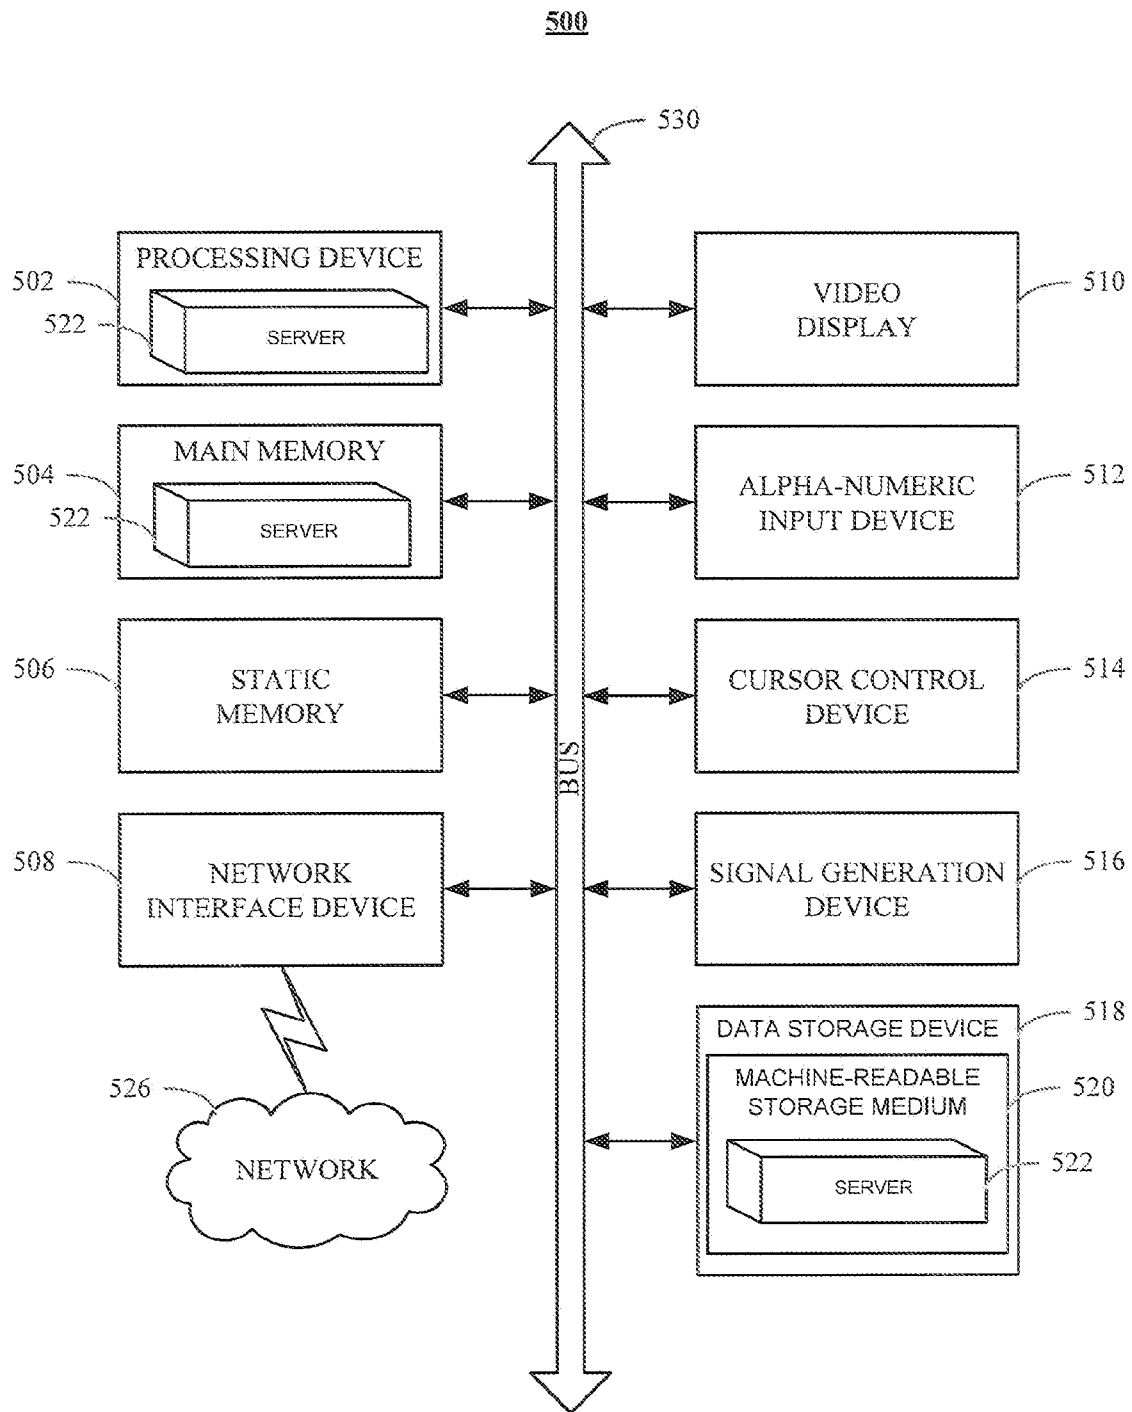 500
530
PROCESSING DEVICE
502
522
SERVER
VIDEO
DISPLAY
510
MAIN MEMORY
504
522
SERVER
ALPHA-NUMERIC
INPUT DEVICE
512
506
STATIC
MEMORY
CURSOR CONTROL
DEVICE
514
BUS
508
NETWORK
INTERFACE DEVICE
SIGNAL GENERATION
DEVICE
516
DATA STORAGE DEVICE
518
MACHINE-READABLE
STORAGE MEDIUM
520
SERVER
522
526
NETWORK